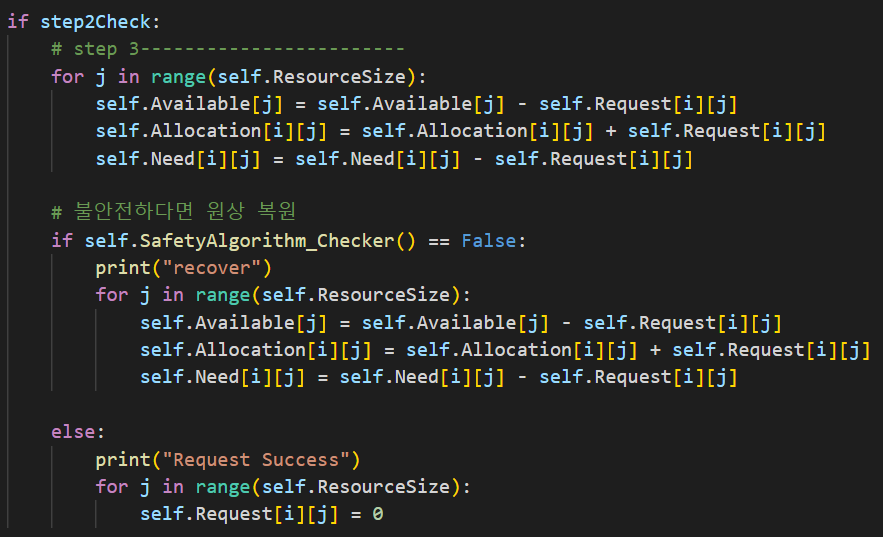 if step2Check:
# step 3------------------------
for j in range(self.ResourceSize):
self.Available[j] = self.Available[j] - self.Request[i][j]
self.Allocation[i][j] = self.Allocation[i][j] + self.Request[i][j]
self.Need[i][j] = self.Need[i][j] - self.Request[i][j]
# 불안전하다면 원상 복원
if self.SafetyAlgorithm_Checker() == False:
print("recover")
for j in range(self.ResourceSize):
self.Available[j] = self.Available[j] - self.Request[i][j]
self.Allocation[i][j] = self.Allocation[i][j] + self.Request[i][j]
self.Need[i][j] = self.Need[i][j] - self.Request[i][j]
else:
print("Request Success")
for j in range(self.ResourceSize):
self.Request[i][j] = 0